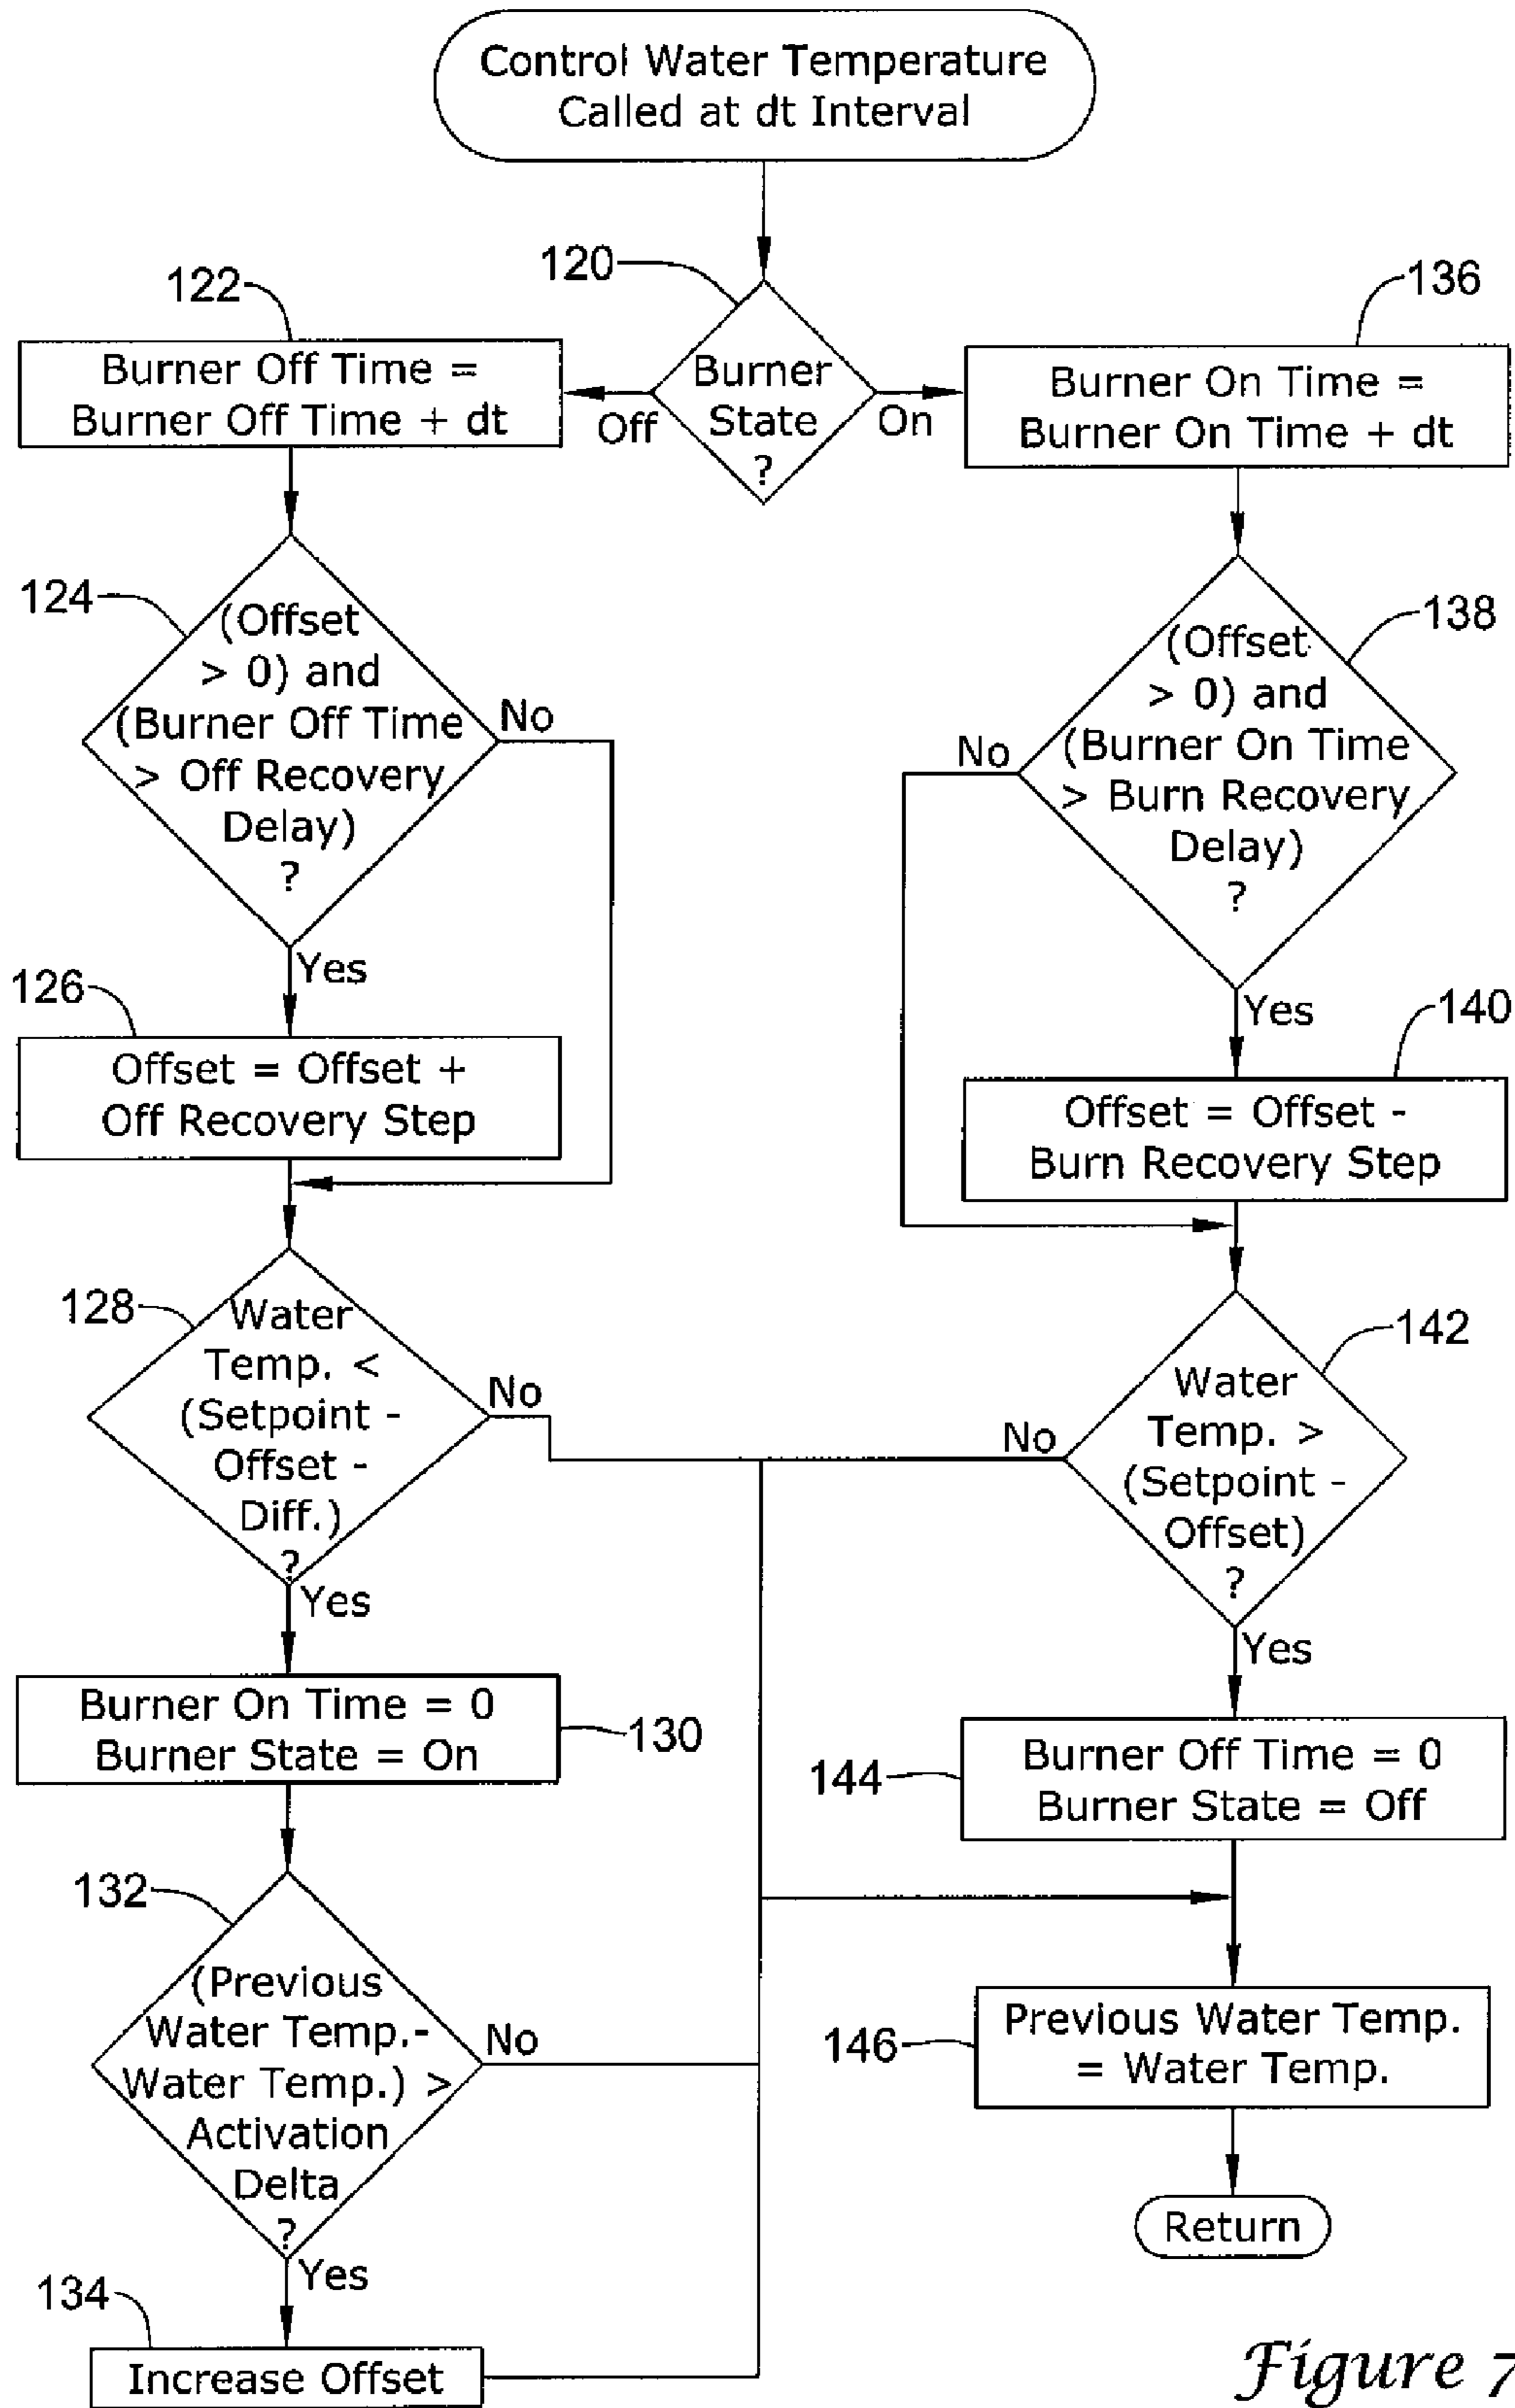 Control Water Temperature
Called at dt Interval
120
Burner
State
?
Off
On
122
Burner Off Time =
Burner Off Time + dt
124
(Offset
> 0) and
(Burner Off Time
> Off Recovery
Delay)
?
No
Yes
126
Offset = Offset +
Off Recovery Step
128
Water
Temp. <
(Setpoint -
Offset -
Diff.)
?
No
Yes
Burner On Time = 0
Burner State = On
130
132
(Previous
Water Temp.-
Water Temp.) >
Activation
Delta
?
No
Yes
134
Increase Offset
136
Burner On Time =
Burner On Time + dt
138
(Offset
> 0) and
(Burner On Time
> Burn Recovery
Delay)
?
No
Yes
140
Offset = Offset -
Burn Recovery Step
142
Water
Temp. >
(Setpoint -
Offset)
?
No
Yes
144
Burner Off Time = 0
Burner State = Off
146
Previous Water Temp.
= Water Temp.
Return
Figure 7